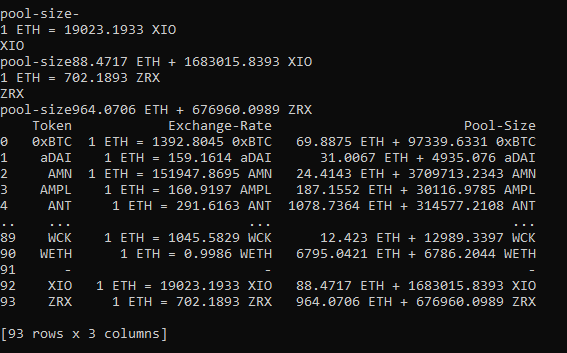 pool-size-
1 ETH = 19023.1933 XIO
XIO
pool-size88.4717 ETH + 1683015.8393 XIO
1 ETH = 702.1893 ZRX
ZRX
pool-size964.0706 ETH + 676960.0989 ZRX
Token Exchange-Rate Pool-Size
0 0xBTC 1 ETH = 1392.8045 0xBTC 69.8875 ETH + 97339.6331 0xBTC
1 aDAI 1 ETH = 159.1614 aDAI 31.0067 ETH + 4935.076 aDAI
2 AMN 1 ETH = 151947.8695 AMN 24.4143 ETH + 3709713.2343 AMN
3 AMPL 1 ETH = 160.9197 AMPL 187.1552 ETH + 30116.9785 AMPL
4 ANT 1 ETH = 291.6163 ANT 1078.7364 ETH + 314577.2108 ANT
.. ... ... ...
89 WCK 1 ETH = 1045.5829 WCK 12.423 ETH + 12989.3397 WCK
90 WETH 1 ETH = 0.9986 WETH 6795.0421 ETH + 6786.2044 WETH
91 - - -
92 XIO 1 ETH = 19023.1933 XIO 88.4717 ETH + 1683015.8393 XIO
93 ZRX 1 ETH = 702.1893 ZRX 964.0706 ETH + 676960.0989 ZRX
[93 rows x 3 columns]